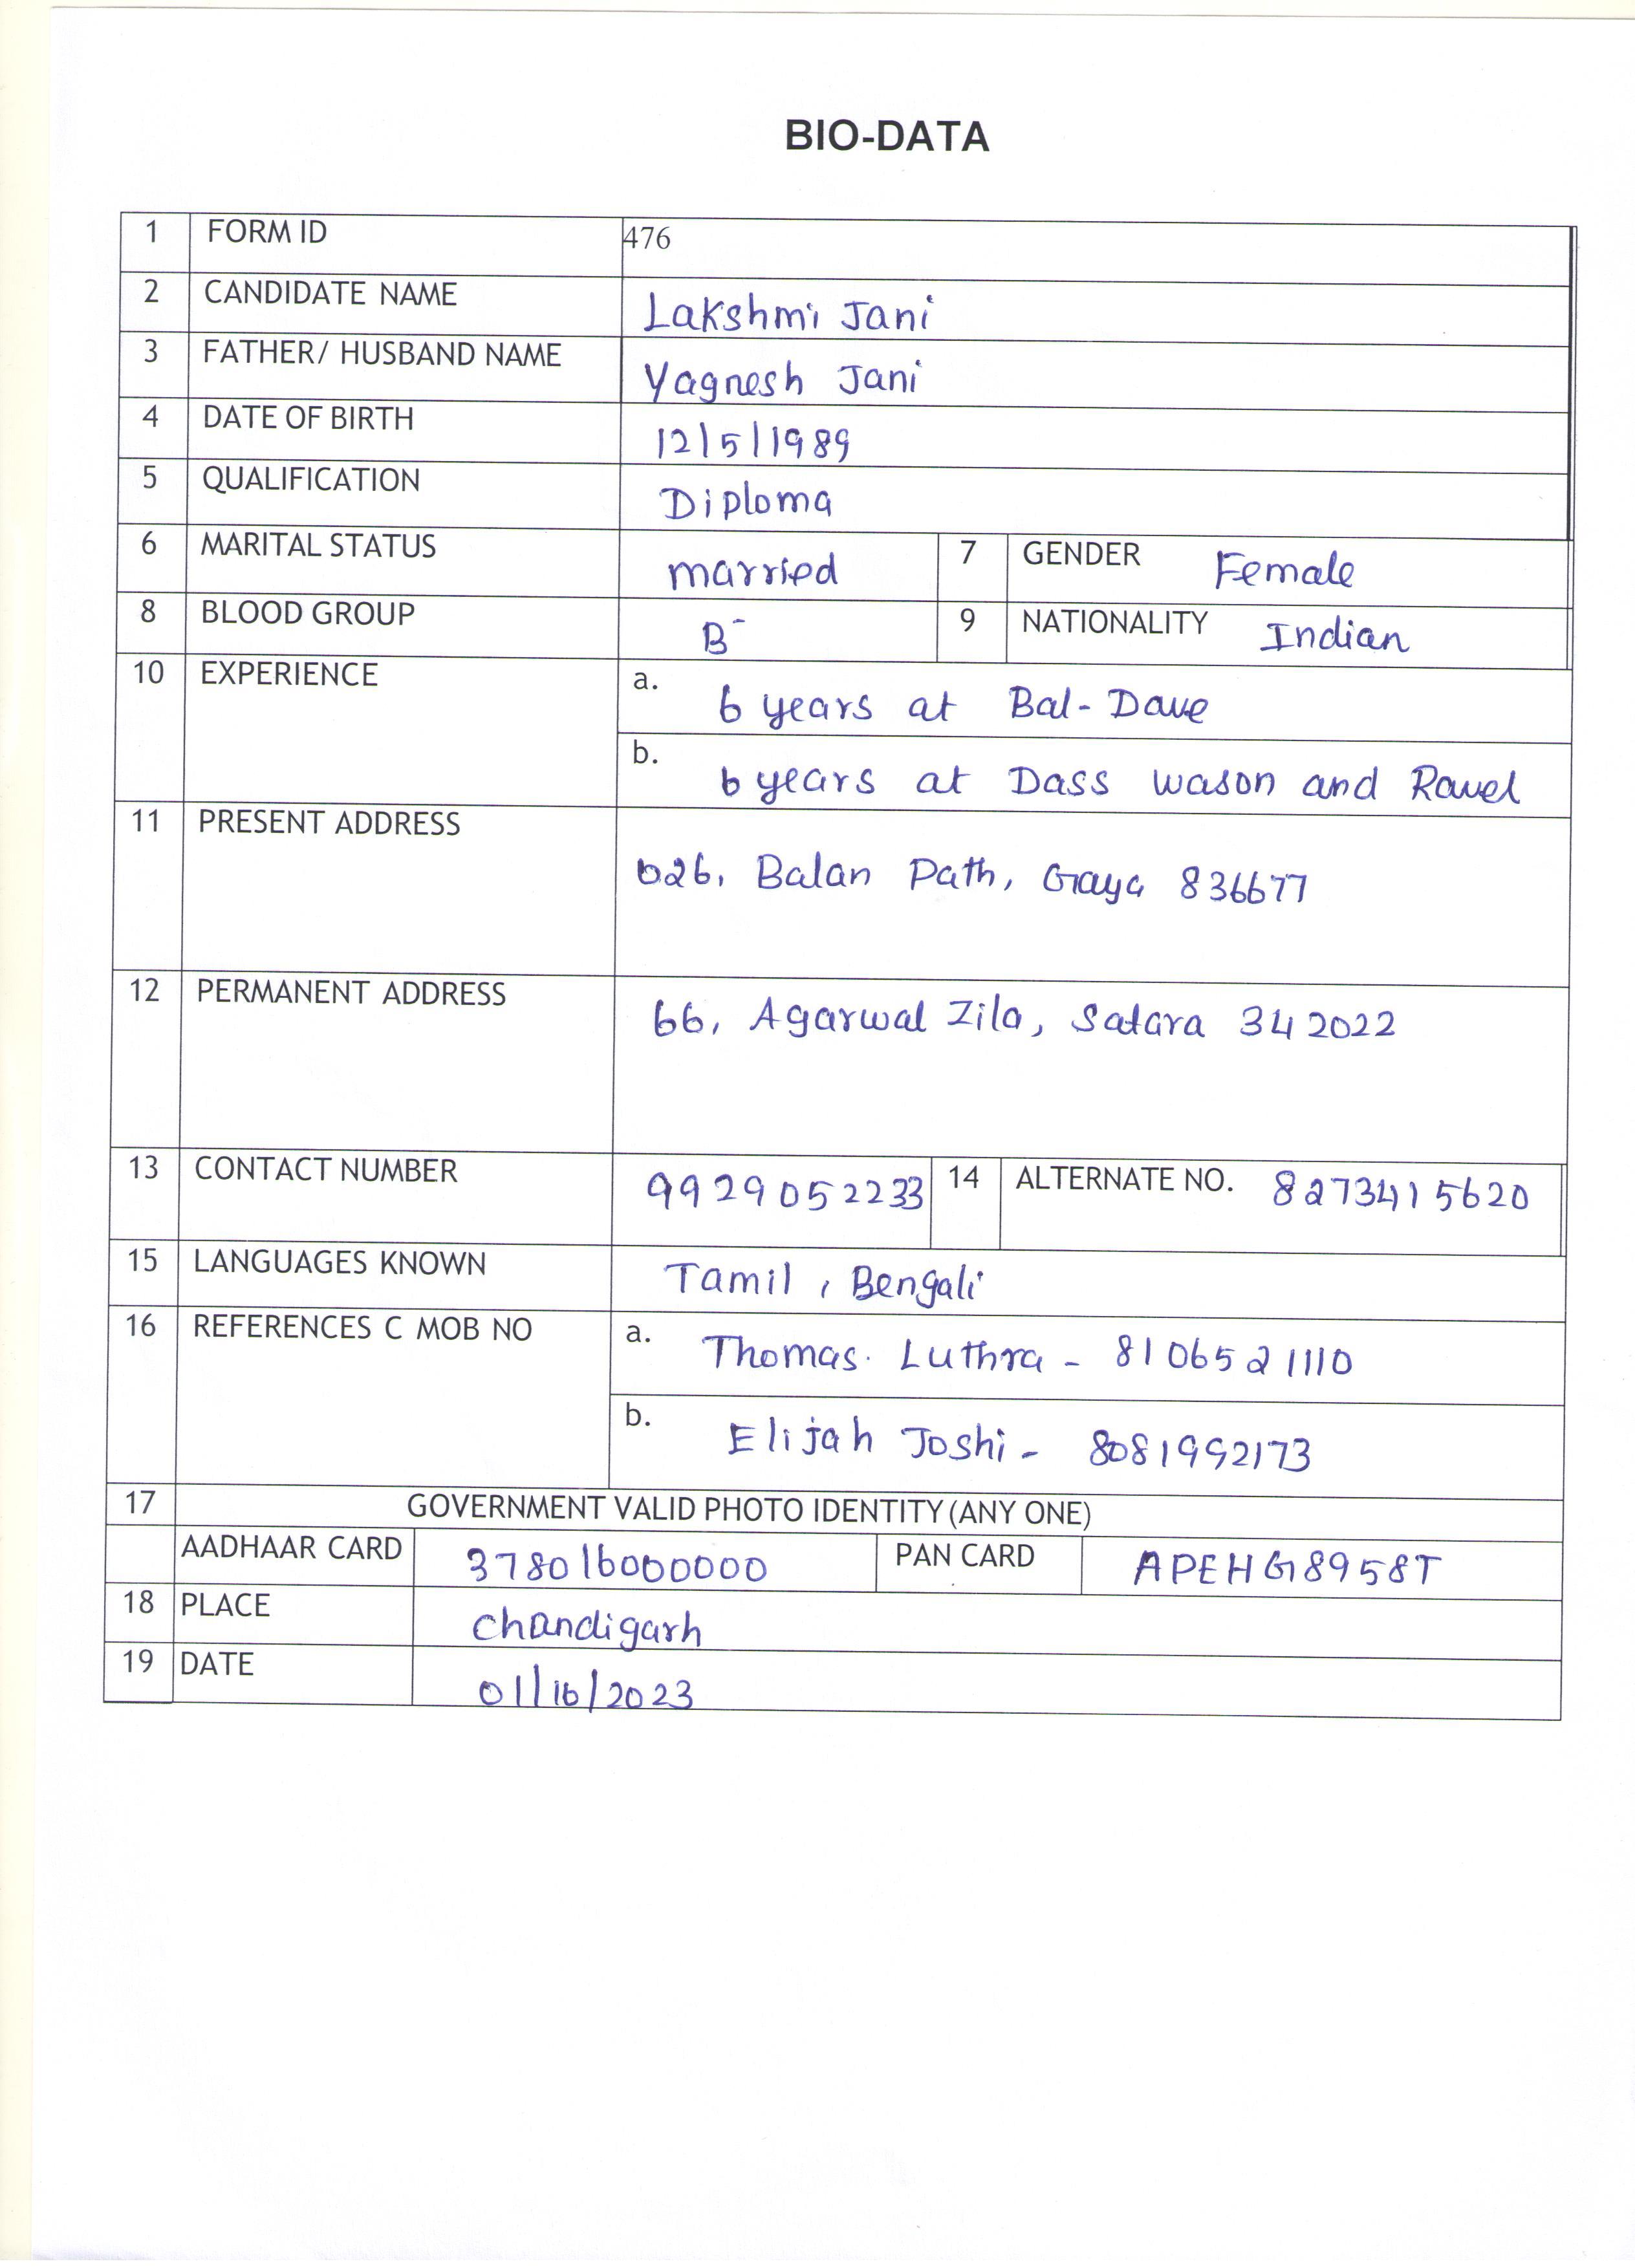 BIO-DATA
1 FORM ID 476
2 CANDIDATE NAME Lakshmi Jani
3 FATHER/ HUSBAND NAME Yagnesh Jani
4 DATE OF BIRTH 12/5/1989
5 QUALIFICATION Diploma
6 MARITAL STATUS married 7 GENDER Female
8 BLOOD GROUP B- 9 NATIONALITY Indian
10 EXPERIENCE a. 6 years at Bal-Dave
b. 6 years at Dass wason and Ravel
11 PRESENT ADDRESS 026, Balan Path, Gaya 836677
12 PERMANENT ADDRESS 66, Agarwal Zila, Satara 342022
13 CONTACT NUMBER 9929052233 14 ALTERNATE NO. 8273415620
15 LANGUAGES KNOWN Tamil, Bengali
16 REFERENCES C MOB NO a. Thomas. Luthra - 8106521110
b. Elijah Joshi - 8081992173
17 GOVERNMENT VALID PHOTO IDENTITY (ANY ONE)
AADHAAR CARD 378016000000 PAN CARD APEHG8958T
18 PLACE Chandigarh
19 DATE 01/16/2023